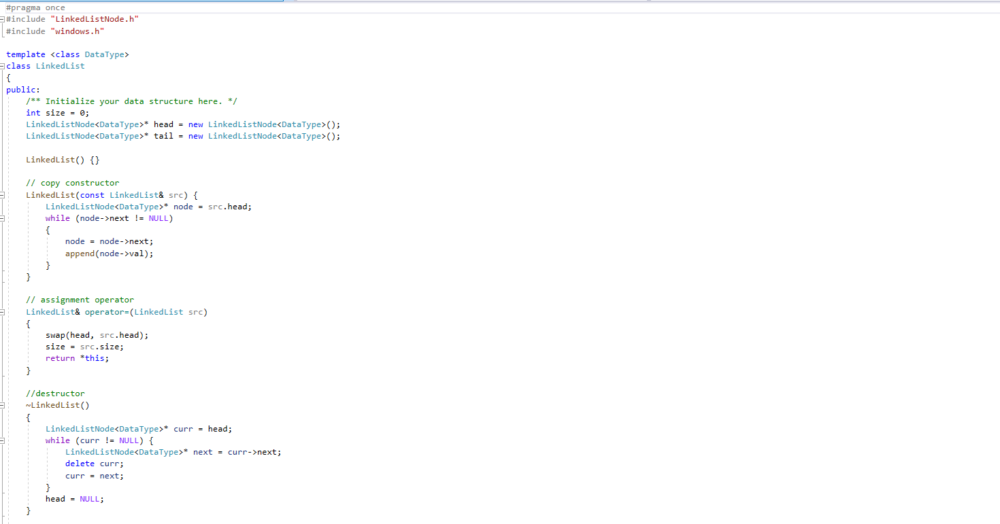 #pragma once
#include "LinkedListNode.h"
#include "windows.h"
template <class DataType>
class LinkedList
{
public:
/** Initialize your data structure here. */
int size = 0;
LinkedListNode<DataType>* head = new LinkedListNode<DataType>();
LinkedListNode<DataType>* tail = new LinkedListNode<DataType>();
LinkedList() {}
// copy constructor
LinkedList(const LinkedList& src) {
LinkedListNode<DataType>* node = src.head;
while (node->next != NULL)
{
node = node->next;
append(node->val);
}
}
// assignment operator
LinkedList& operator=(LinkedList src)
{
swap(head, src.head);
size = src.size;
return *this;
}
//destructor
~LinkedList()
{
LinkedListNode<DataType>* curr = head;
while (curr != NULL) {
LinkedListNode<DataType>* next = curr->next;
delete curr;
curr = next;
}
head = NULL;
}